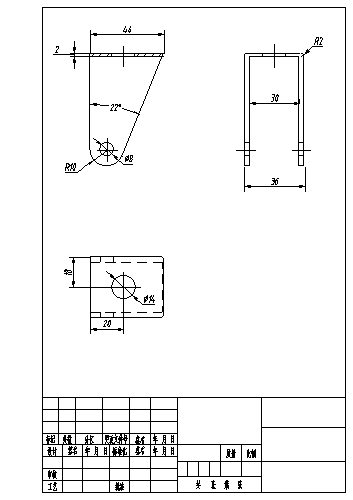 44
2
R2
22°
30
R10
Ø8
36
18
Ø14
20
标记 处数 分区 更改文件号 签名 年 月 日
设计 签名 年 月 日 标准化 签名 年 月 日
质量 比例
审核
工艺 批准
共 张 第 张